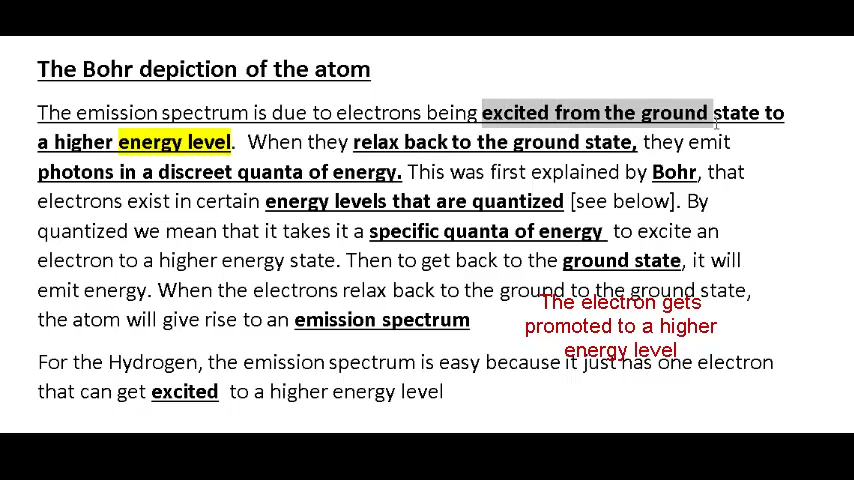 The Bohr depiction of the atom
The emission spectrum is due to electrons being excited from the ground state to
a higher energy level. When they relax back to the ground state, they emit
photons in a discreet quanta of energy. This was first explained by Bohr, that
electrons exist in certain energy levels that are quantized [see below]. By
quantized we mean that it takes it a specific quanta of energy to excite an
electron to a higher energy state. Then to get back to the ground state, it will
emit energy. When the electrons relax back to the ground to the ground state,
the atom will give rise to an emission spectrum
The electron gets
promoted to a higher
energy level
For the Hydrogen, the emission spectrum is easy because it just has one electron
that can get excited to a higher energy level